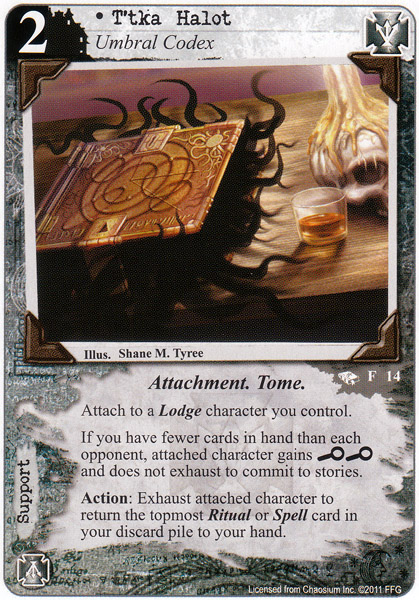 2
• T'tka Halot
Umbral Codex
Illus. Shane M. Tyree
F 14
Attachment. Tome.
Attach to a Lodge character you control.
If you have fewer cards in hand than each
opponent, attached character gains
and does not exhaust to commit to stories.
Action: Exhaust attached character to
return the topmost Ritual or Spell card in
your discard pile to your hand.
Support
Licensed from Chaosium Inc. ©2011 FFG